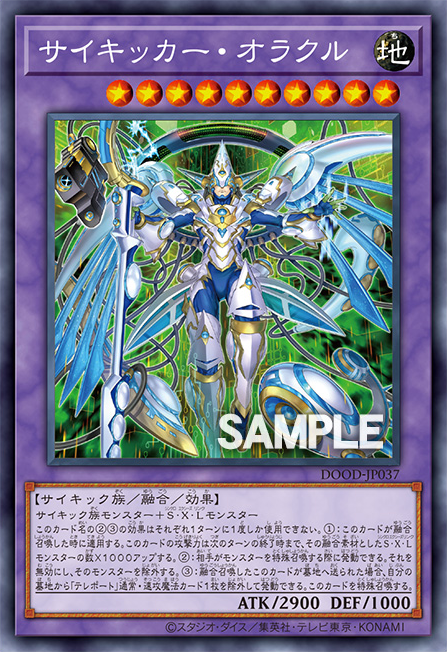 サイキッカー・オラクル
地
SAMPLE
DOOD-JP037
【サイキック族／融合／効果】
サイキック族モンスター＋S・X・Lモンスター
このカード名の②③の効果はそれぞれ1ターンに1度しか使用できない。①：このカードが融合
召喚した時に適用する。このカードの攻撃力は次のターンの終了時まで、その融合素材としたS・X・L
モンスターの数×1000アップする。②：相手がモンスターを特殊召喚する際に発動できる。それを
無効にし、そのモンスターを除外する。③：融合召喚したこのカードが墓地へ送られた場合、自分の
墓地から「テレポート」通常・速攻魔法カード1枚を除外して発動できる。このカードを特殊召喚する。
ATK/2900 DEF/1000
©スタジオ・ダイス／集英社・テレビ東京・KONAMI